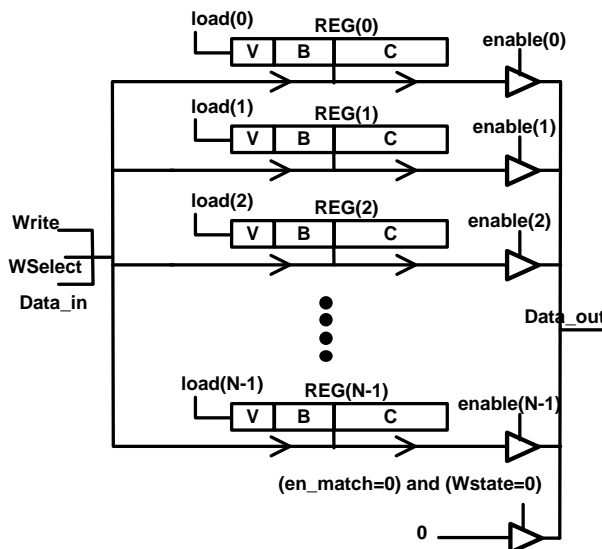 load(0) REG(0) enable(0)
V B C
load(1) REG(1) enable(1)
V B C
load(2) REG(2) enable(2)
V B C
Write
WSelect
Data_in
Data_out
load(N-1) REG(N-1) enable(N-1)
V B C
(en_match=0) and (Wstate=0)
0